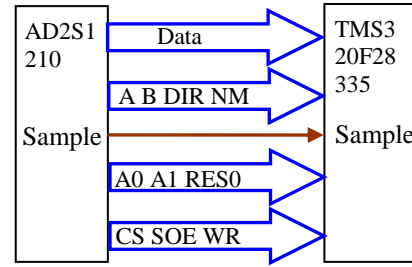 AD2S1
210
Sample
Data
A B DIR NM
A0 A1 RES0
CS SOE WR
TMS3
20F28
335
Sample